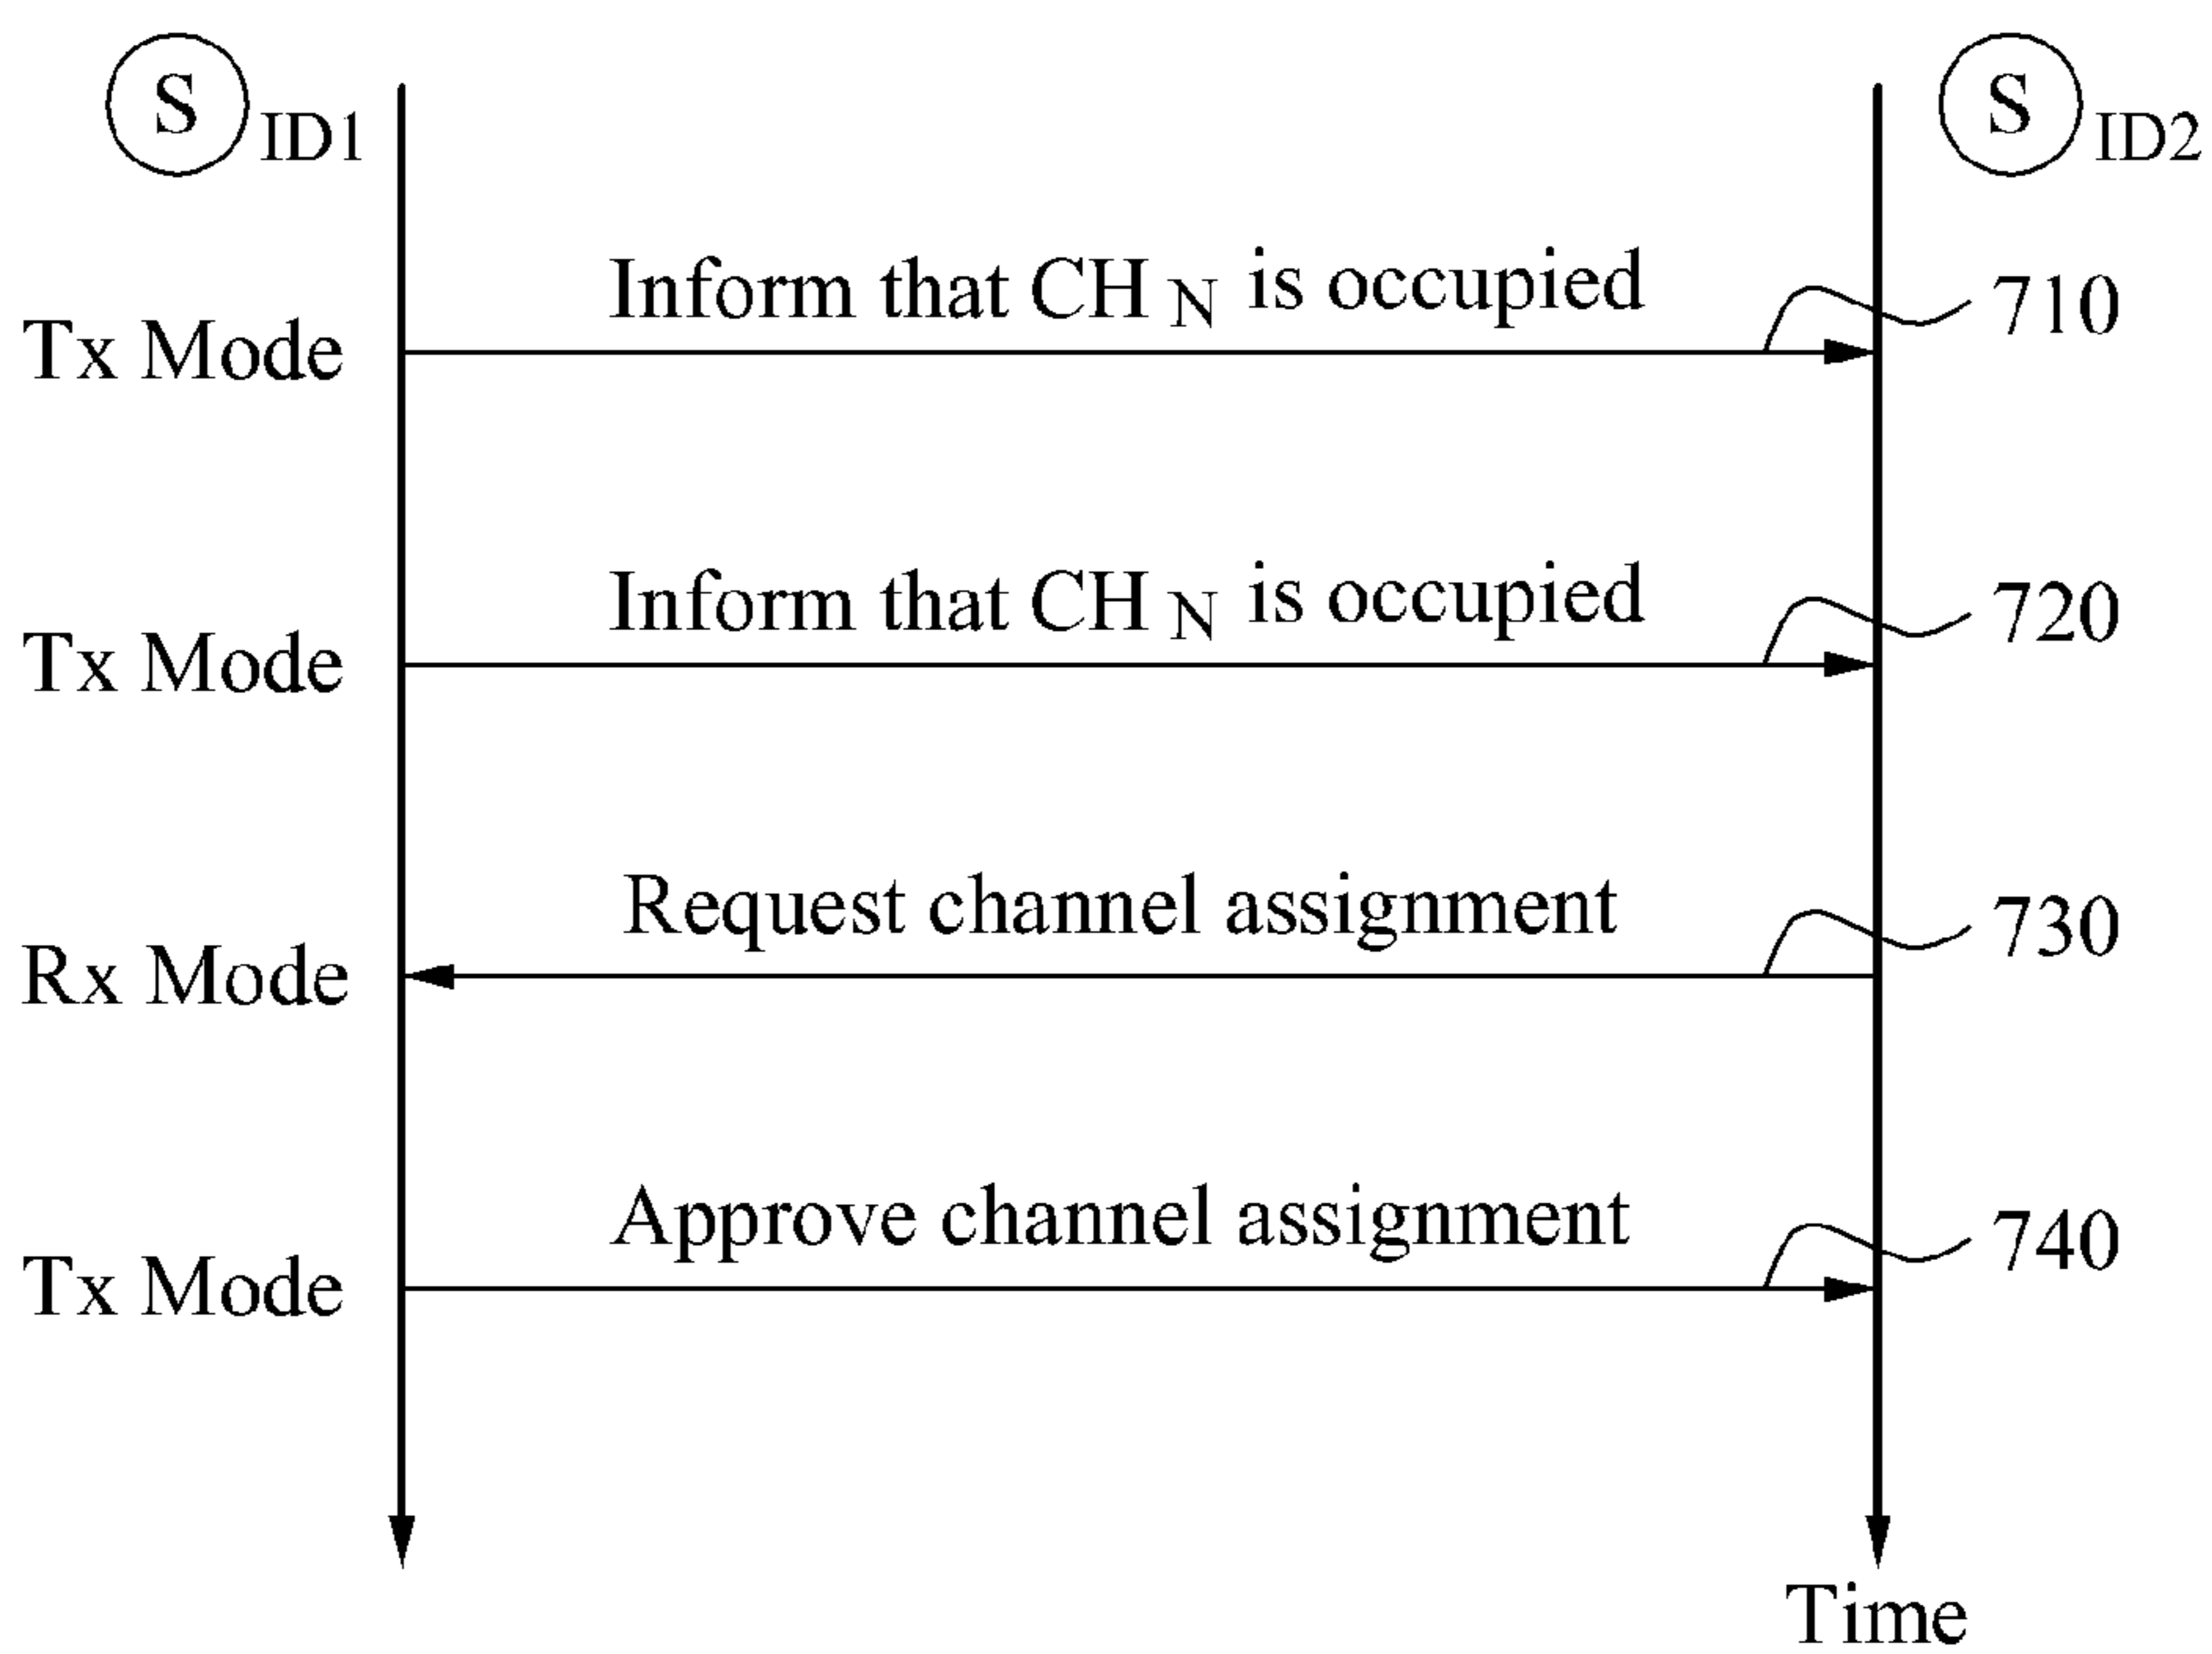 S ID1
S ID2
Inform that CH N is occupied
710
Tx Mode
Inform that CH N is occupied
720
Tx Mode
Request channel assignment
730
Rx Mode
Approve channel assignment
740
Tx Mode
Time